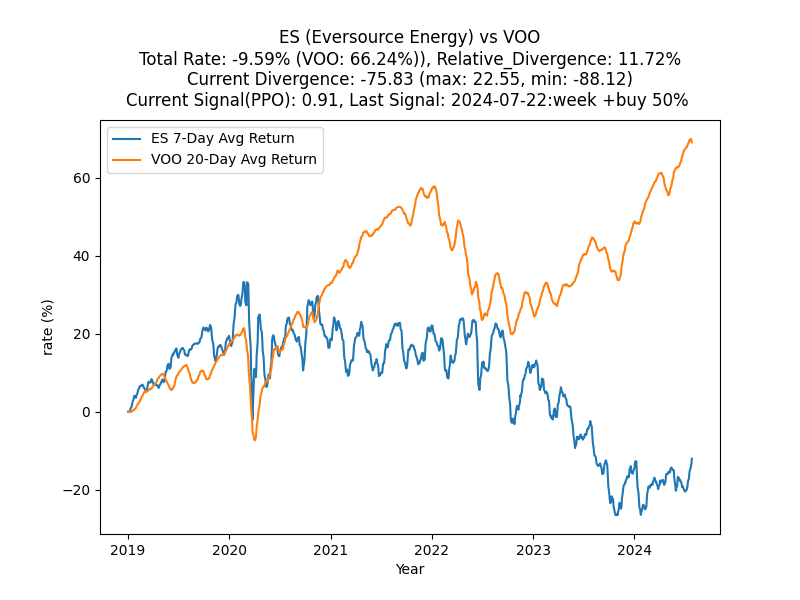 ES (Eversource Energy) vs VOO
Total Rate: -9.59% (VOO: 66.24%)), Relative_Divergence: 11.72%
Current Divergence: -75.83 (max: 22.55, min: -88.12)
Current Signal(PPO): 0.91, Last Signal: 2024-07-22:week +buy 50%
ES 7-Day Avg Return
VOO 20-Day Avg Return
60
40
20
0
−20
rate (%)
2019 2020 2021 2022 2023 2024
Year